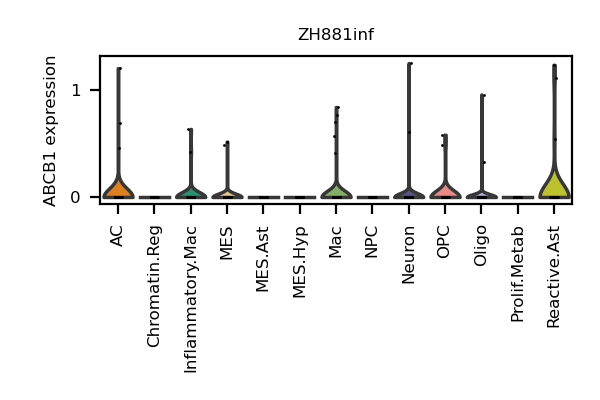 ZH881inf
ABCB1 expression
1
0
AC
Chromatin.Reg
Inflammatory.Mac
MES
MES.Ast
MES.Hyp
Mac
NPC
Neuron
OPC
Oligo
Prolif.Metab
Reactive.Ast